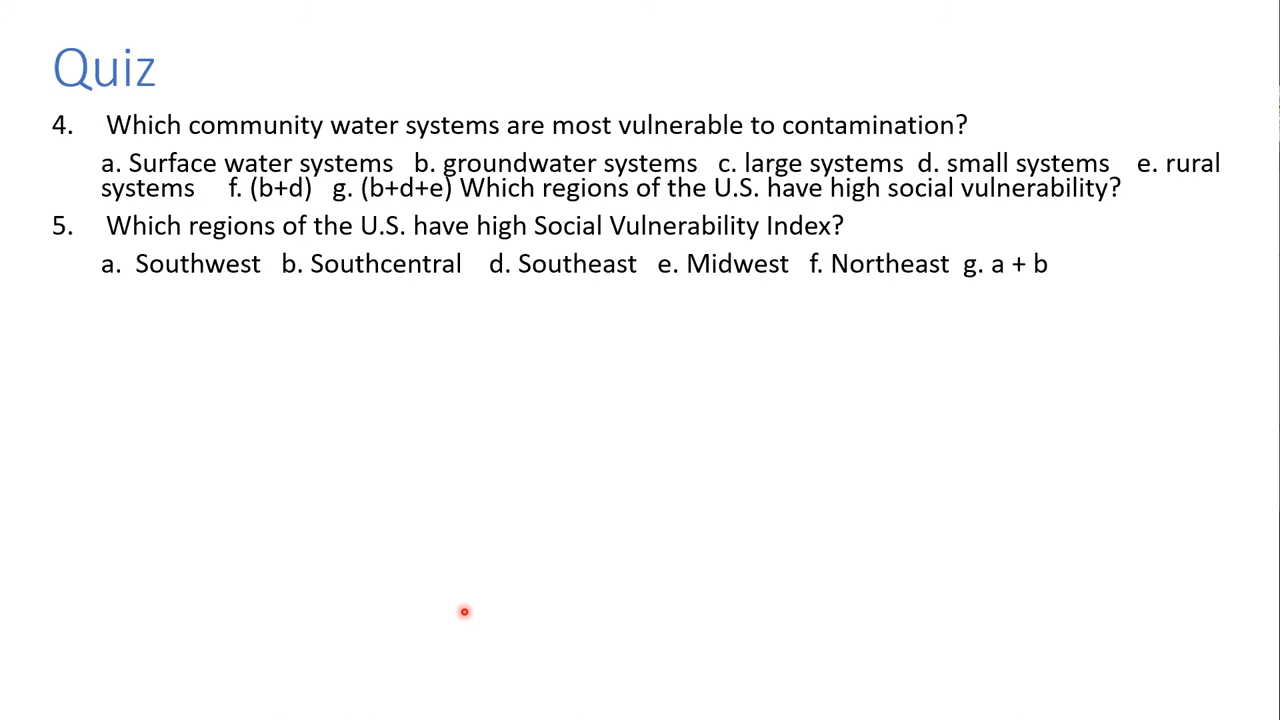 Quiz
4. Which community water systems are most vulnerable to contamination?
a. Surface water systems b. groundwater systems c. large systems d. small systems e. rural
systems f. (b+d) g. (b+d+e) Which regions of the U.S. have high social vulnerability?
5. Which regions of the U.S. have high Social Vulnerability Index?
a. Southwest b. Southcentral d. Southeast e. Midwest f. Northeast g. a + b